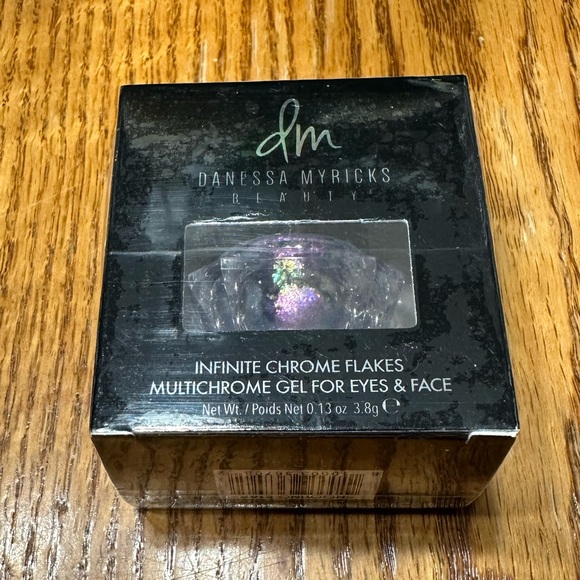 dm
DANESSA MYRICKS
BEAUTY
INFINITE CHROME FLAKES
MULTICHROME GEL FOR EYES & FACE
Net Wt. / Poids Net 0.13 oz 3.8g ℮